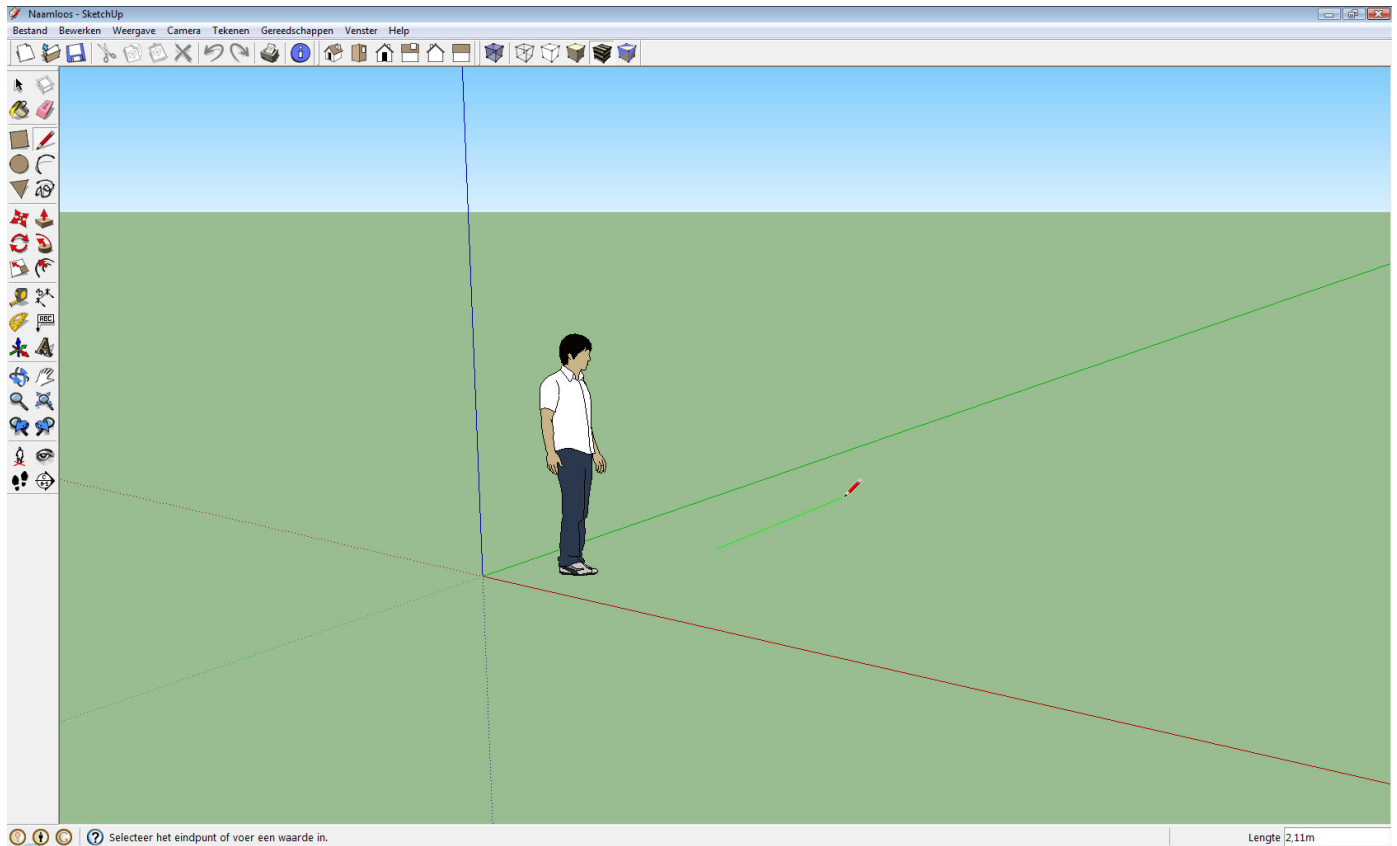 Naamloos - SketchUp
Bestand Bewerken Weergave Camera Tekenen Gereedschappen Venster Help
ABC
Selecteer het eindpunt of voer een waarde in.
Lengte 2,11m